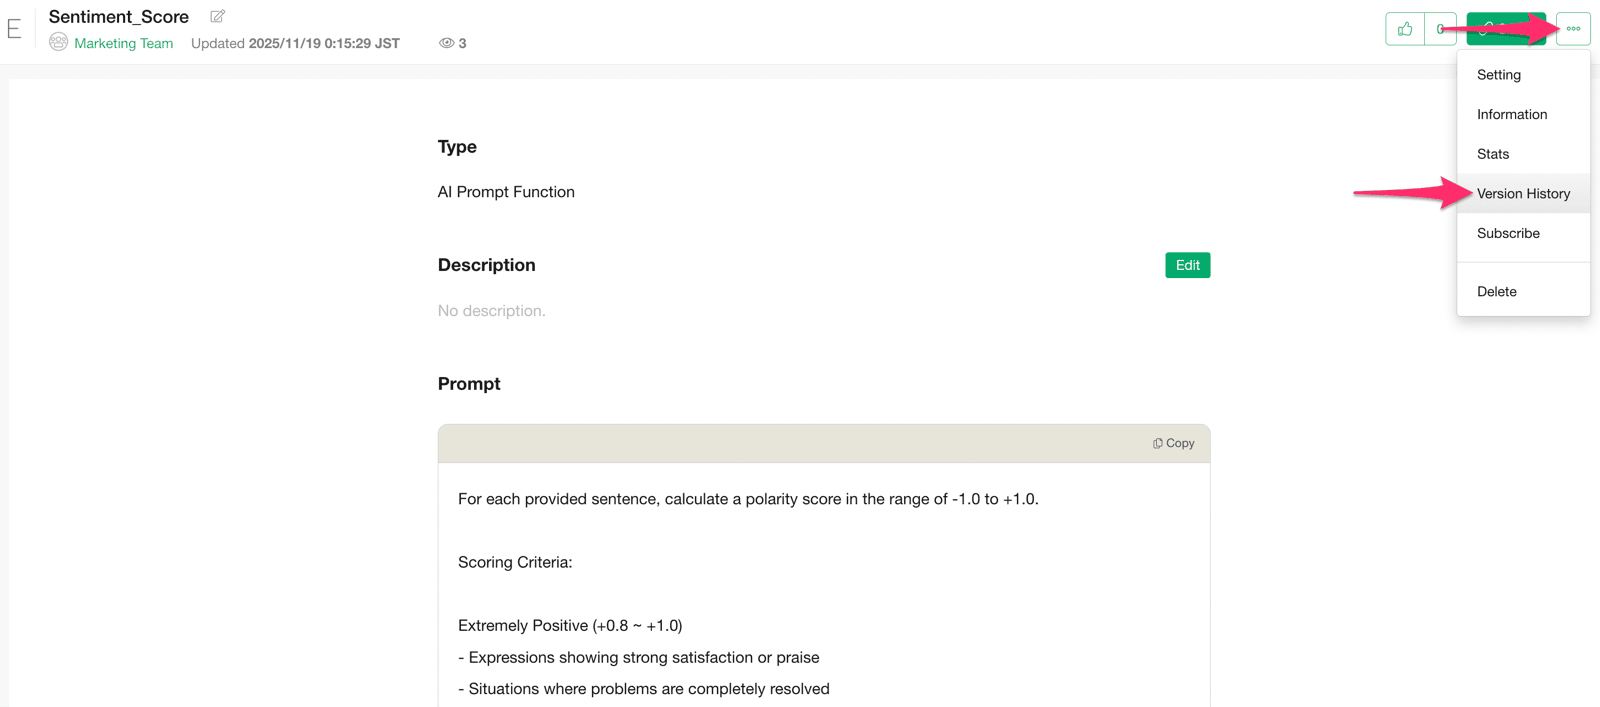 E
Sentiment_Score
Marketing Team Updated 2025/11/19 0:15:29 JST 3
Setting
Information
Stats
Version History
Subscribe
Delete
Type
AI Prompt Function
Description
Edit
No description.
Prompt
Copy
For each provided sentence, calculate a polarity score in the range of -1.0 to +1.0.
Scoring Criteria:
Extremely Positive (+0.8 ~ +1.0)
- Expressions showing strong satisfaction or praise
- Situations where problems are completely resolved